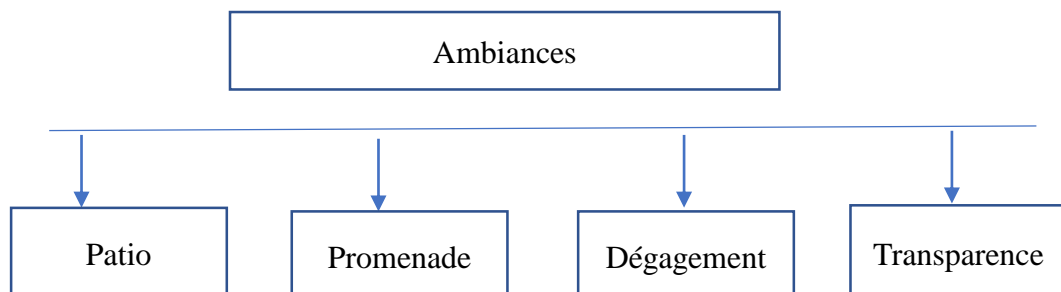 Ambiances
Patio
Promenade
Dégagement
Transparence